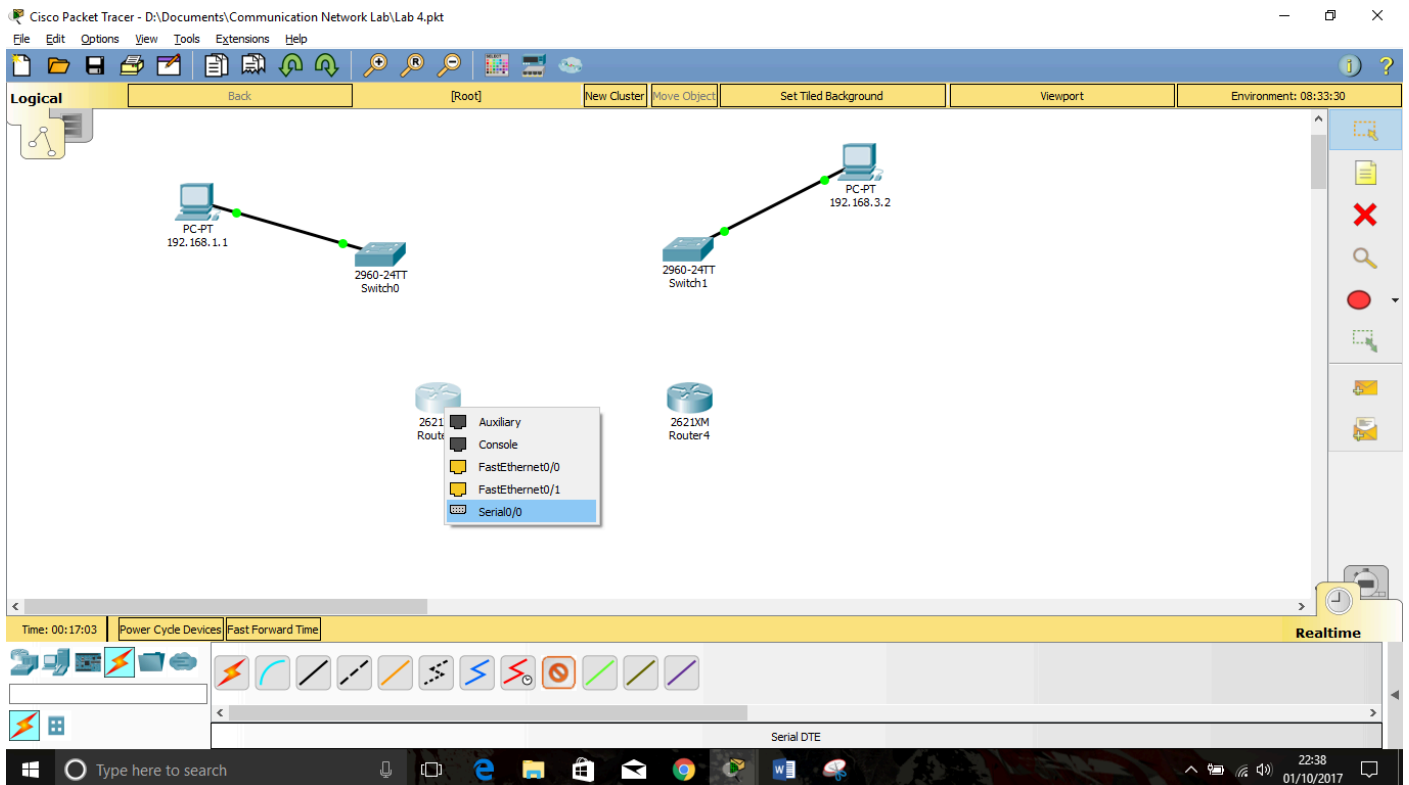 Cisco Packet Tracer - D:\Documents\Communication Network Lab\Lab 4.pkt
File Edit Options View Tools Extensions Help
Logical Back [Root] New Cluster Move Object Set Tiled Background Viewport Environment: 08:33:30
PC-PT
192.168.3.2
PC-PT
192.168.1.1
2960-24TT
Switch0
2960-24TT
Switch1
2621
Route
2621XM
Router4
Auxiliary
Console
FastEthernet0/0
FastEthernet0/1
Serial0/0
Time: 00:17:03 Power Cycle Devices Fast Forward Time Realtime
Serial DTE
Type here to search 22:38
01/10/2017